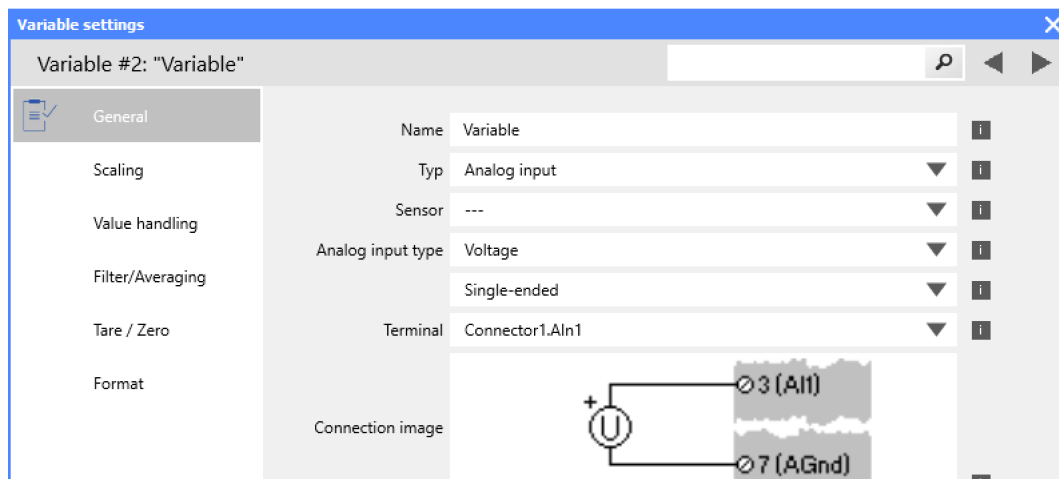 Variable settings
Variable #2: "Variable"
General
Scaling
Value handling
Filter/Averaging
Tare / Zero
Format
Name Variable
Typ Analog input
Sensor ---
Analog input type Voltage
Single-ended
Terminal Connector1.AIn1
Connection image
+
U
3 (AI1)
7 (AGnd)